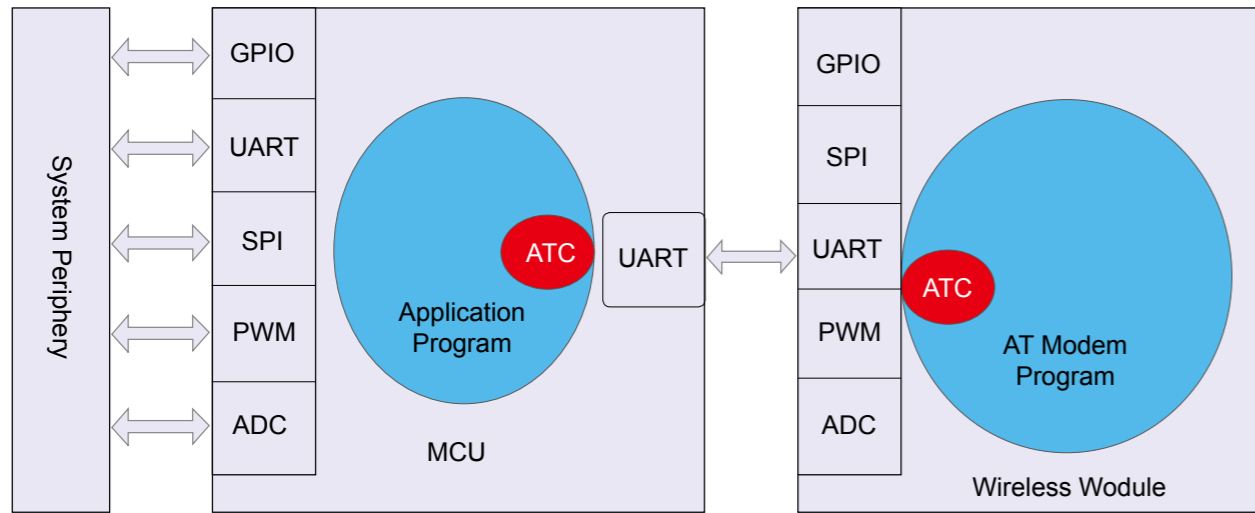 System Periphery
GPIO
UART
SPI
PWM
ADC
ATC
Application
Program
UART
MCU
GPIO
SPI
UART
PWM
ADC
ATC
AT Modem
Program
Wireless Wodule